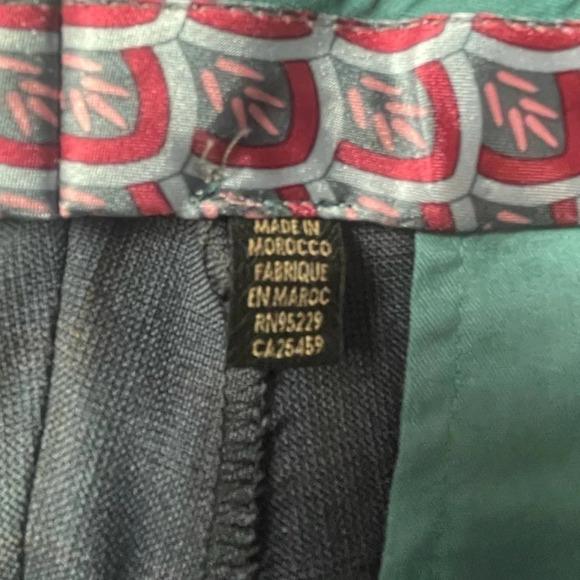 MADE IN
MOROCCO
FABRIQUE
EN MAROC
RN95229
CA25459